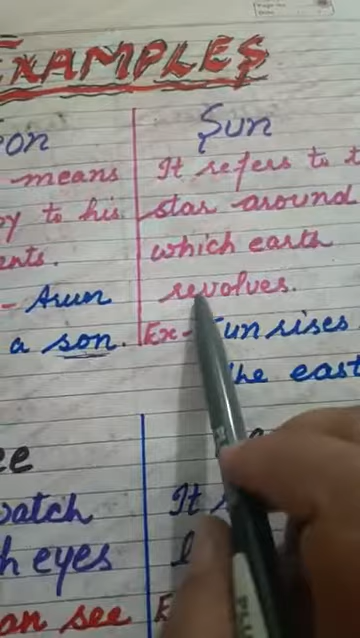 EXAMPLES
on
Sun
means
It refers to t
y to his
star around
ents.
which earth
- Arun
revolves.
a son.
Ex- Sun rises
the east
ee
watch
It
h eyes
an see
E